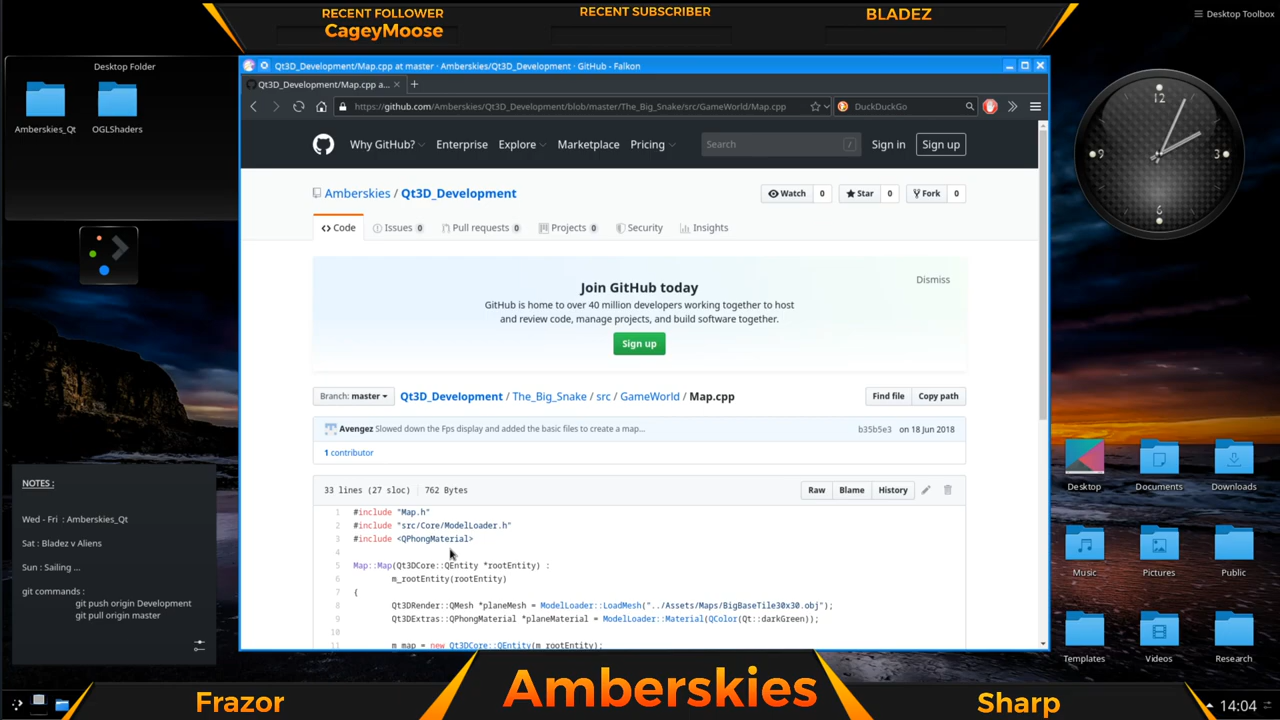 RECENT FOLLOWER
CageyMoose
RECENT SUBSCRIBER
BLADEZ
Desktop Toolbox
Desktop Folder
Amberskies_Qt
OGLShaders
Qt3D_Development/Map.cpp at master · Amberskies/Qt3D_Development · GitHub - Falkon
Qt3D_Development/Map.cpp a...
https://github.com/Amberskies/Qt3D_Development/blob/master/The_Big_Snake/src/GameWorld/Map.cpp
DuckDuckGo
Why GitHub?
Enterprise
Explore
Marketplace
Pricing
Search
/
Sign in
Sign up
Amberskies / Qt3D_Development
Watch 0
Star 0
Fork 0
Code
Issues 0
Pull requests 0
Projects 0
Security
Insights
Join GitHub today
Dismiss
GitHub is home to over 40 million developers working together to host
and review code, manage projects, and build software together.
Sign up
Branch: master
Qt3D_Development / The_Big_Snake / src / GameWorld / Map.cpp
Find file
Copy path
Avengez Slowed down the Fps display and added the basic files to create a map...
b35b5e3 on 18 Jun 2018
1 contributor
33 lines (27 sloc) 762 Bytes
Raw
Blame
History
1 #include "Map.h"
2 #include "src/Core/ModelLoader.h"
3 #include <QPhongMaterial>
4
5 Map::Map(Qt3DCore::QEntity *rootEntity) :
6 m_rootEntity(rootEntity)
7 {
8 Qt3DRender::QMesh *planeMesh = ModelLoader::LoadMesh("../Assets/Maps/BigBaseTile30x30.obj");
9 Qt3DExtras::QPhongMaterial *planeMaterial = ModelLoader::Material(QColor(Qt::darkGreen));
10
11 m_map = new Qt3DCore::QEntity(m_rootEntity);
12
9
3
6
NOTES :
Wed - Fri : Amberskies_Qt
Sat : Bladez v Aliens
Sun : Sailing ...
git commands :
git push origin Development
git pull origin master
Desktop
Documents
Downloads
Music
Pictures
Public
Templates
Videos
Research
Frazor
Amberskies
Sharp
14:04